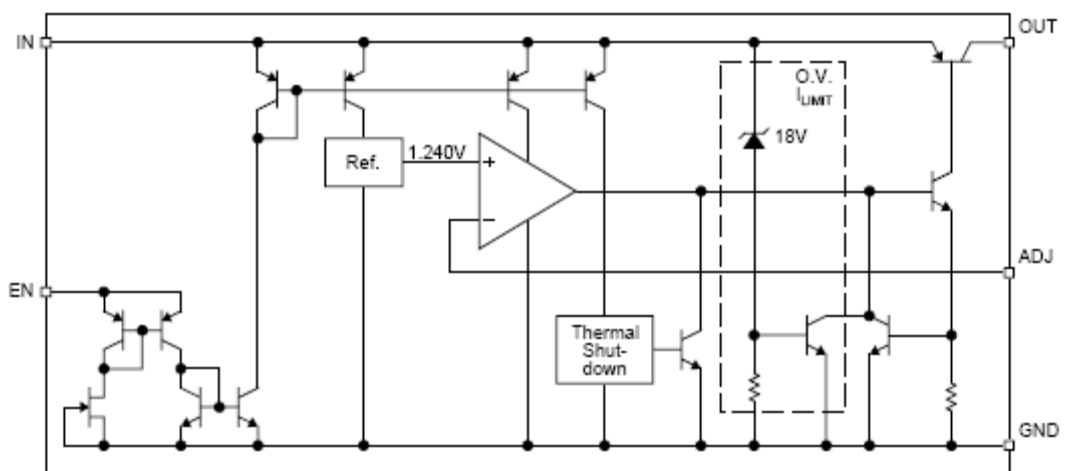 OUT
IN
O.V.
ILIMIT
18V
Ref.
1.240V
+
−
ADJ
EN
Thermal
Shut-
down
GND